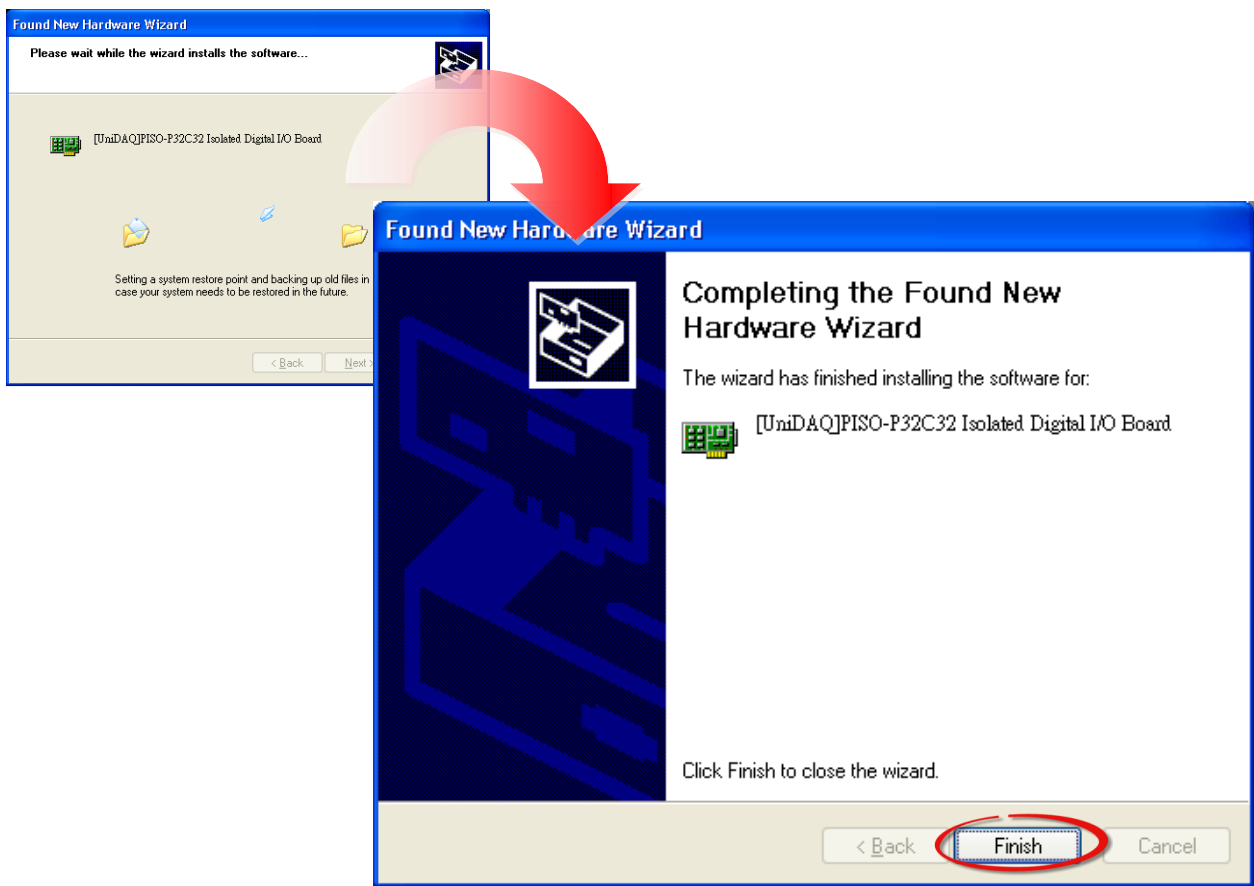 Found New Hardware Wizard
Please wait while the wizard installs the software...
[UniDAQ]PISO-P32C32 Isolated Digital I/O Board
Setting a system restore point and backing up old files in
case your system needs to be restored in the future.
< Back Next >
Found New Hardware Wizard
Completing the Found New
Hardware Wizard
The wizard has finished installing the software for:
[UniDAQ]PISO-P32C32 Isolated Digital I/O Board
Click Finish to close the wizard.
< Back Finish Cancel